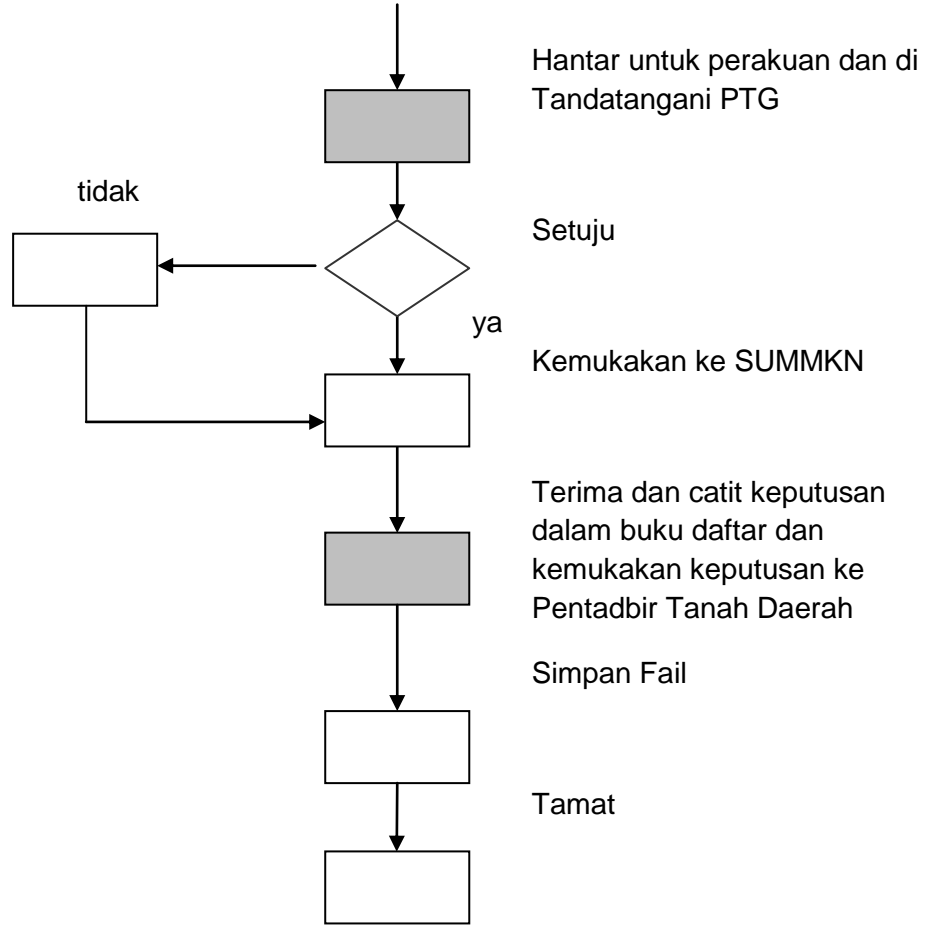 Hantar untuk perakuan dan di
Tandatangani PTG
tidak
Setuju
ya
Kemukakan ke SUMMKN
Terima dan catit keputusan
dalam buku daftar dan
kemukakan keputusan ke
Pentadbir Tanah Daerah
Simpan Fail
Tamat